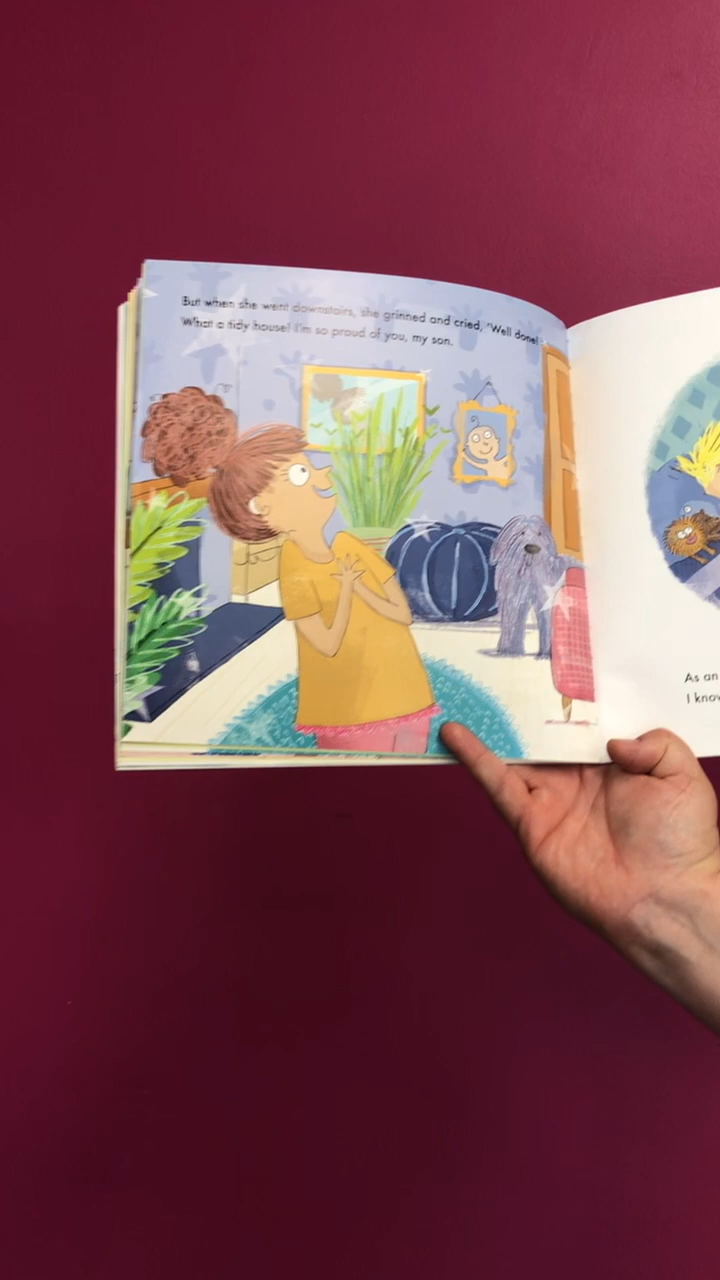 But when she went downstairs, she grinned and cried, 'Well done!
What a tidy house! I'm so proud of you, my son.
As an
I know